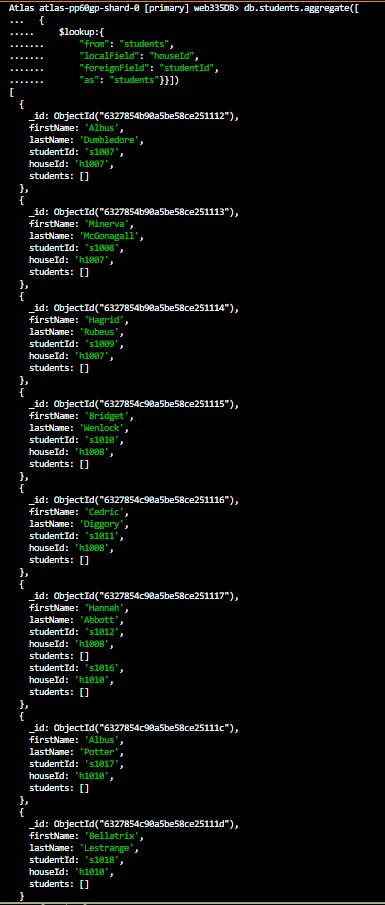 Atlas atlas-pp60gp-shard-0 [primary] web335DB> db.students.aggregate([
... {
..... $lookup:{
....... "from": "students",
....... "localField": "houseId",
....... "foreignField": "studentId",
....... "as": "students"}}])
[
{
_id: ObjectId("6327854b90a5be58ce251112"),
firstName: 'Albus',
lastName: 'Dumbledore',
studentId: 's1007',
houseId: 'h1007',
students: []
},
{
_id: ObjectId("6327854b90a5be58ce251113"),
firstName: 'Minerva',
lastName: 'McGonagall',
studentId: 's1008',
houseId: 'h1007',
students: []
},
{
_id: ObjectId("6327854b90a5be58ce251114"),
firstName: 'Hagrid',
lastName: 'Rubeus',
studentId: 's1009',
houseId: 'h1007',
students: []
},
{
_id: ObjectId("6327854c90a5be58ce251115"),
firstName: 'Bridget',
lastName: 'Wenlock',
studentId: 's1010',
houseId: 'h1008',
students: []
},
{
_id: ObjectId("6327854c90a5be58ce251116"),
firstName: 'Cedric',
lastName: 'Diggory',
studentId: 's1011',
houseId: 'h1008',
students: []
},
{
_id: ObjectId("6327854c90a5be58ce251117"),
firstName: 'Hannah',
lastName: 'Abbott',
studentId: 's1012',
houseId: 'h1008',
students: []
studentId: 's1016',
houseId: 'h1010',
students: []
},
{
_id: ObjectId("6327854c90a5be58ce25111c"),
firstName: 'Albus',
lastName: 'Potter',
studentId: 's1017',
houseId: 'h1010',
students: []
},
{
_id: ObjectId("6327854c90a5be58ce25111d"),
firstName: 'Bellatrix',
lastName: 'Lestrange',
studentId: 's1018',
houseId: 'h1010',
students: []
}